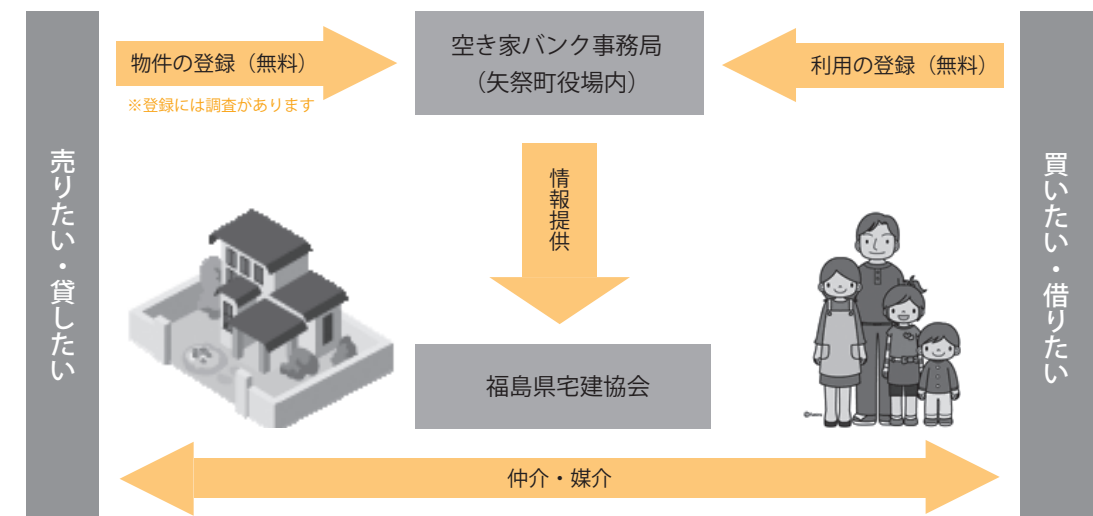 売りたい・貸したい
物件の登録（無料）
※登録には調査があります
空き家バンク事務局
（矢祭町役場内）
利用の登録（無料）
情報提供
福島県宅建協会
買いたい・借りたい
仲介・媒介